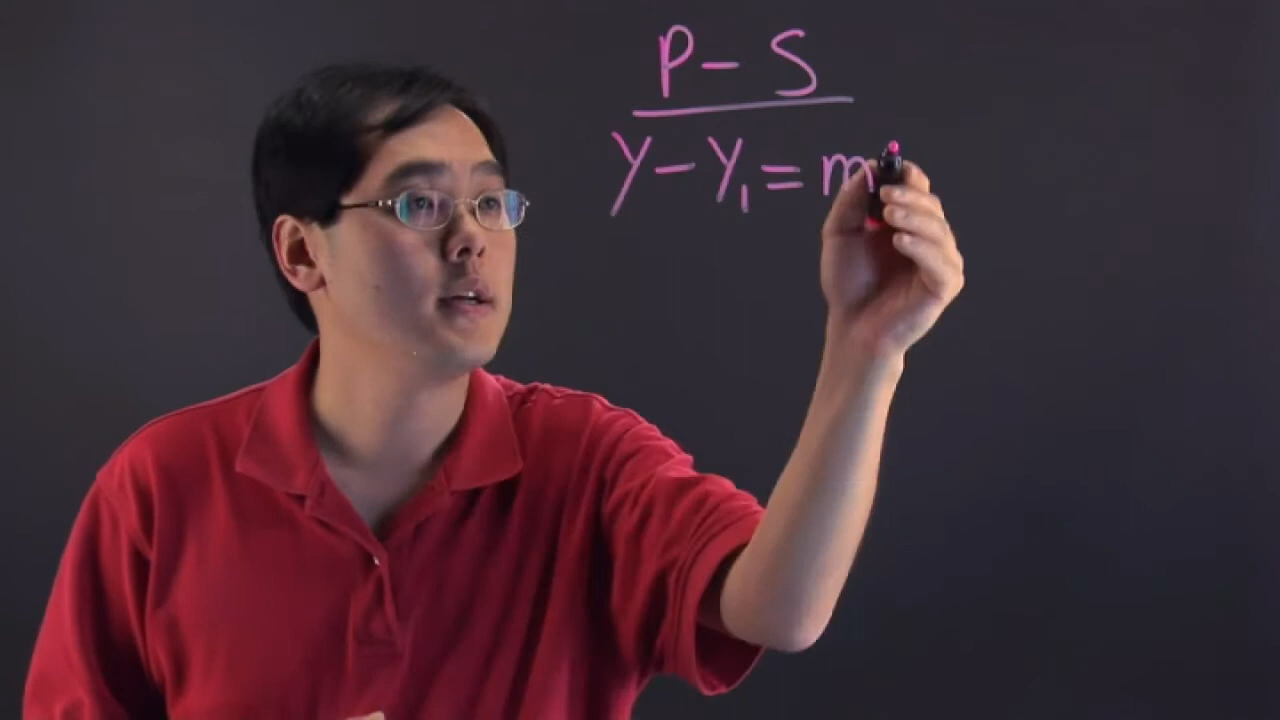 P - S
Y - Y₁ = m